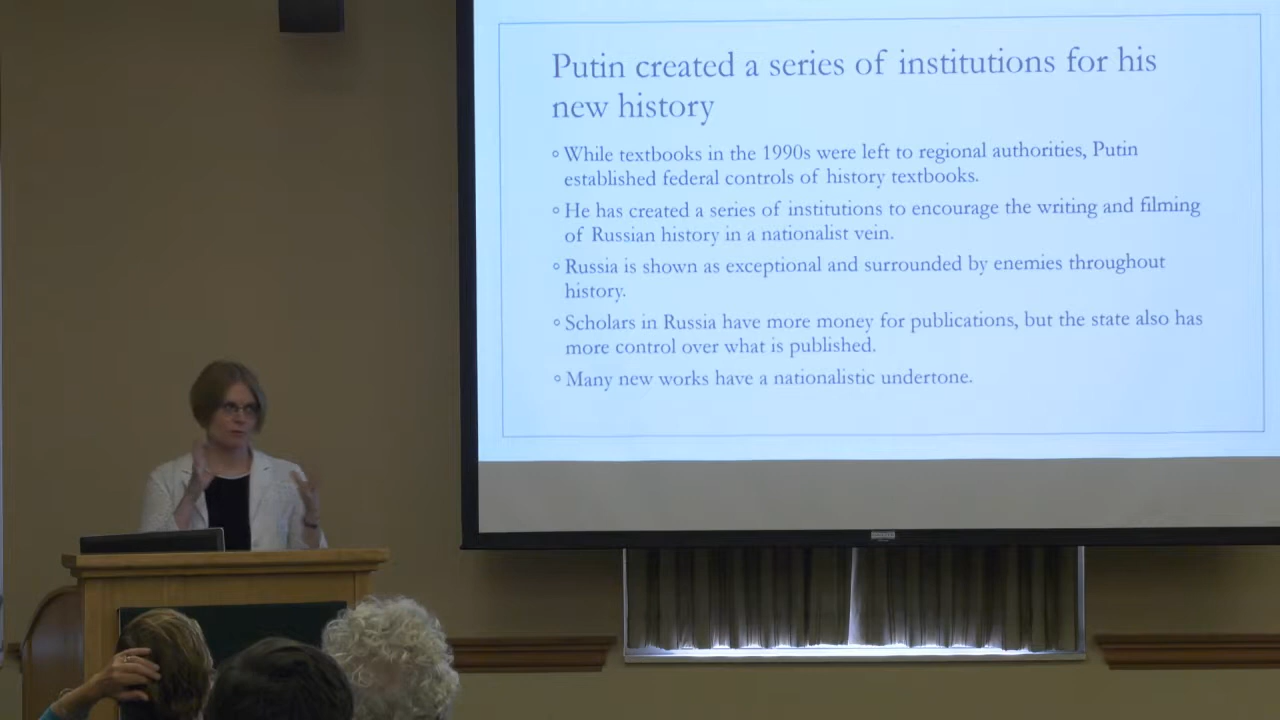 Putin created a series of institutions for his
new history
◦ While textbooks in the 1990s were left to regional authorities, Putin
established federal controls of history textbooks.
◦ He has created a series of institutions to encourage the writing and filming
of Russian history in a nationalist vein.
◦ Russia is shown as exceptional and surrounded by enemies throughout
history.
◦ Scholars in Russia have more money for publications, but the state also has
more control over what is published.
◦ Many new works have a nationalistic undertone.